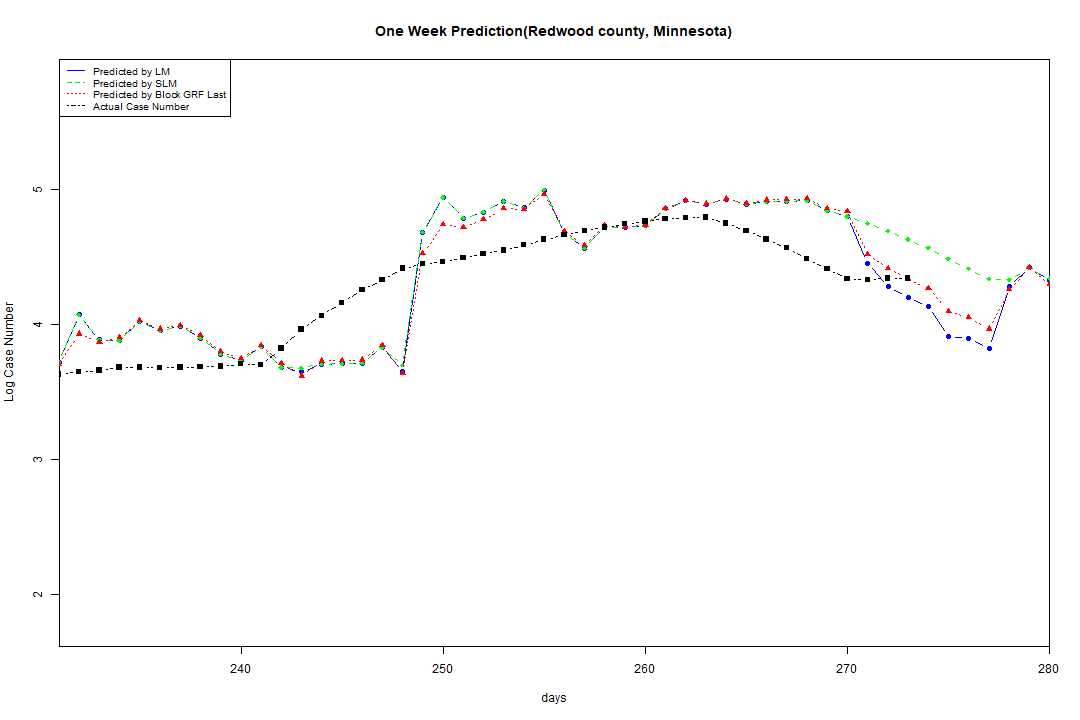 One Week Prediction(Redwood county, Minnesota)
Predicted by LM
Predicted by SLM
Predicted by Block GRF Last
Actual Case Number
5
4
3
2
Log Case Number
240 250 260 270 280
days